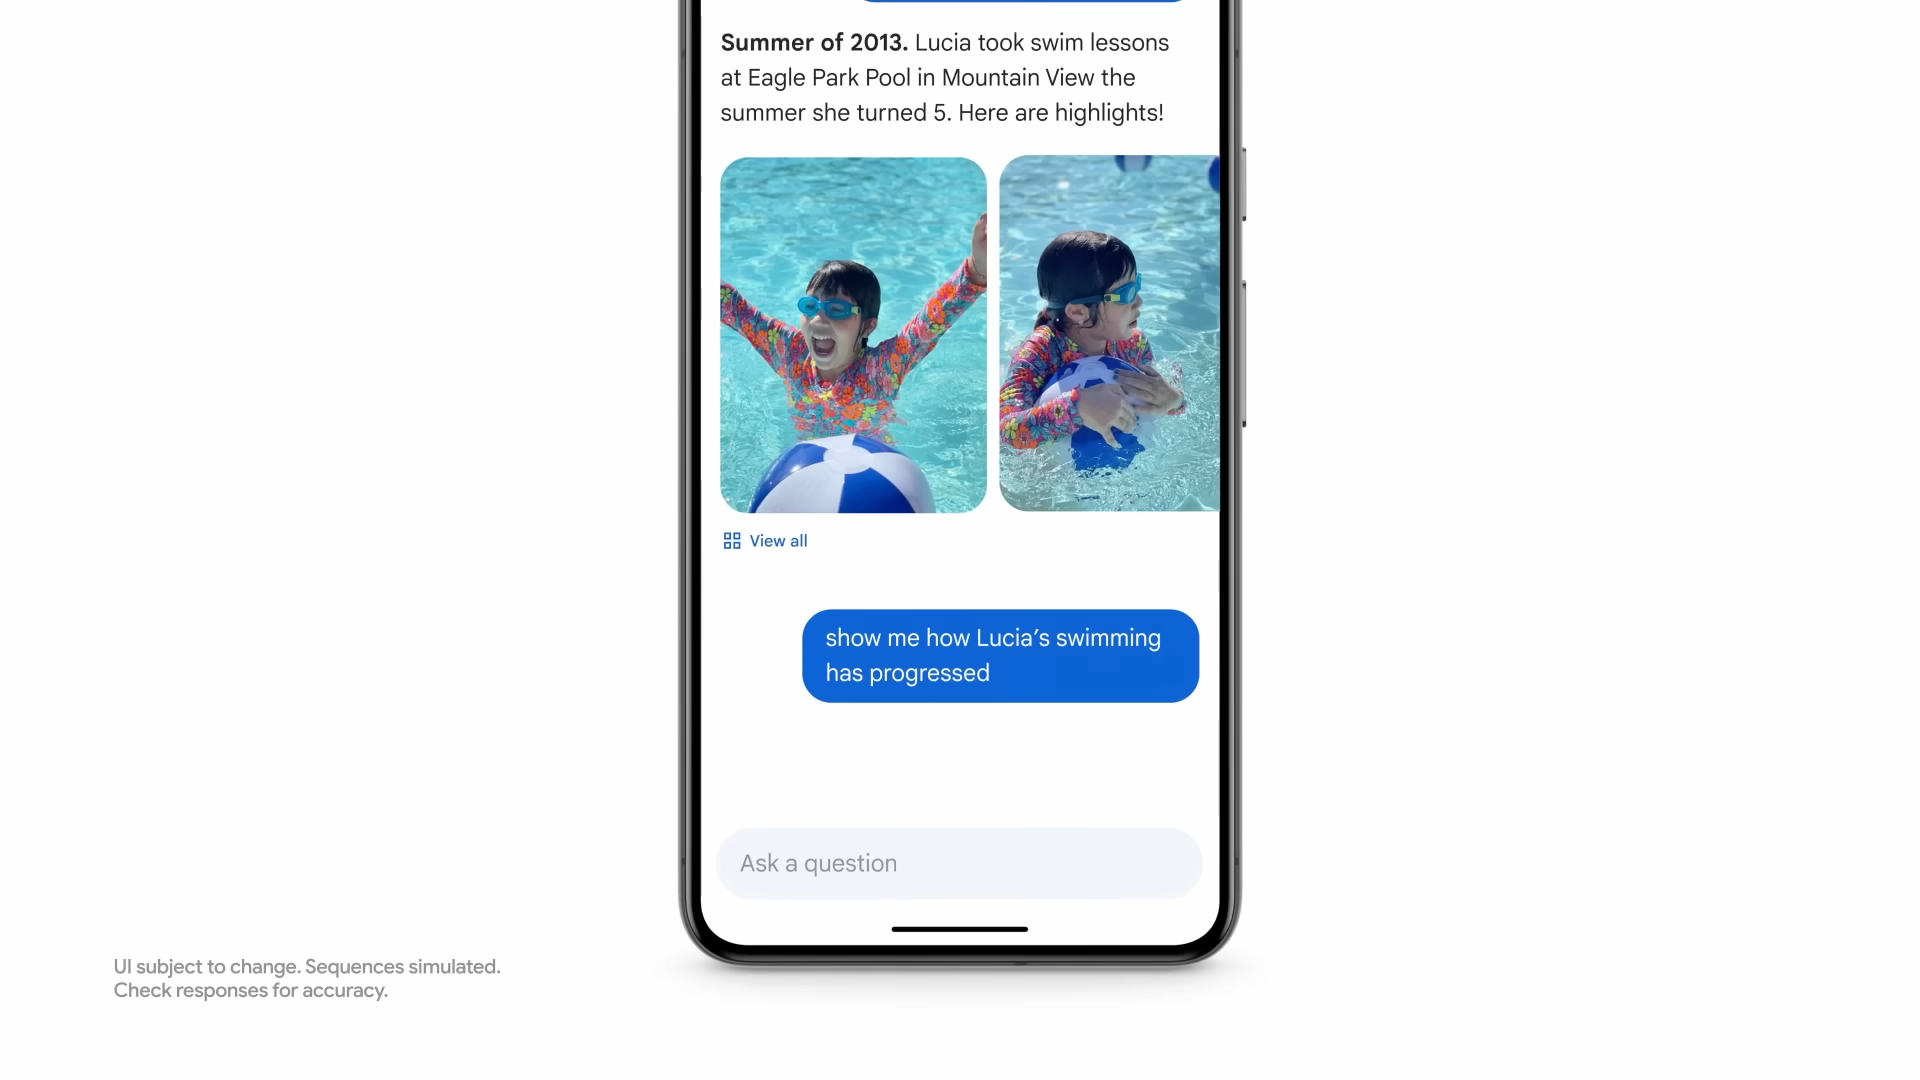 Summer of 2013. Lucia took swim lessons
at Eagle Park Pool in Mountain View the
summer she turned 5. Here are highlights!
View all
show me how Lucia's swimming
has progressed
Ask a question
UI subject to change. Sequences simulated.
Check responses for accuracy.